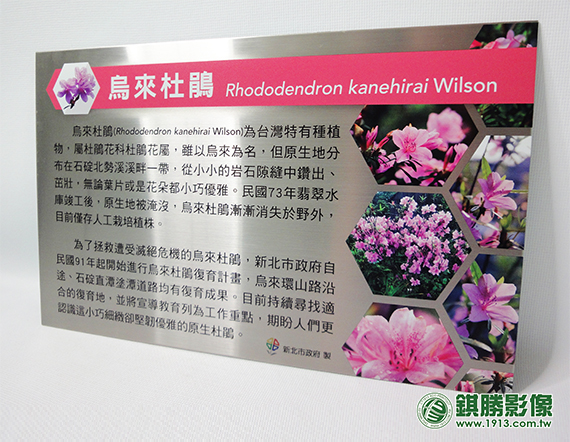 烏來杜鵑 Rhododendron kanehirai Wilson
烏來杜鵑(Rhododendron kanehirai Wilson)為台灣特有種植
物，屬杜鵑花科杜鵑花屬，雖以烏來為名，但原生地分
布在石碇北勢溪溪畔一帶，從小小的岩石隙縫中鑽出、
茁壯，無論葉片或是花朵都小巧優雅。民國73年翡翠水
庫竣工後，原生地被淹沒，烏來杜鵑漸漸消失於野外，
目前僅存人工栽培植株。
為了拯救遭受滅絕危機的烏來杜鵑，新北市政府自
民國91年起開始進行烏來杜鵑復育計畫，烏來環山路沿
途、石碇直潭塗潭道路均有復育成果。目前持續尋找適
合的復育地，並將宣導教育列為工作重點，期盼人們更
認識這小巧細緻卻堅韌優雅的原生杜鵑。
新北市政府 製
錤勝影像
www.1913.com.tw